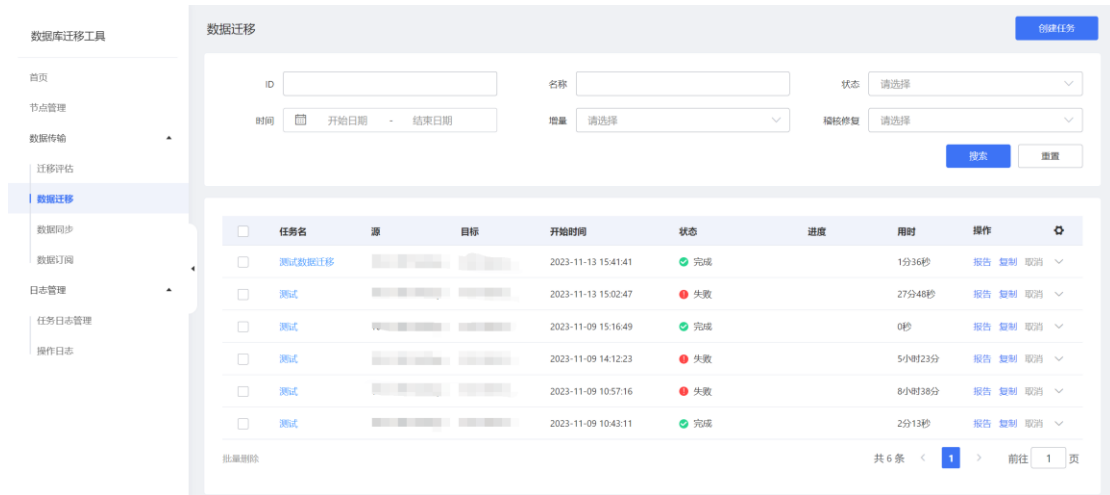 数据库迁移工具
首页
节点管理
数据传输
迁移评估
数据迁移
数据同步
数据订阅
日志管理
任务日志管理
操作日志
数据迁移 创建任务
ID 名称 状态 请选择
时间 开始日期 - 结束日期 增量 请选择 稽核修复 请选择
搜索 重置
任务名 源 目标 开始时间 状态 进度 用时 操作
测试数据迁移 2023-11-13 15:41:41 完成 1分36秒 报告 复制 取消
测试 2023-11-13 15:02:47 失败 27分48秒 报告 复制 取消
测试 2023-11-09 15:16:49 完成 0秒 报告 复制 取消
测试 2023-11-09 14:12:23 失败 5小时23分 报告 复制 取消
测试 2023-11-09 10:57:16 失败 8小时38分 报告 复制 取消
测试 2023-11-09 10:43:11 完成 2分13秒 报告 复制 取消
批量删除 共 6 条 1 前往 1 页